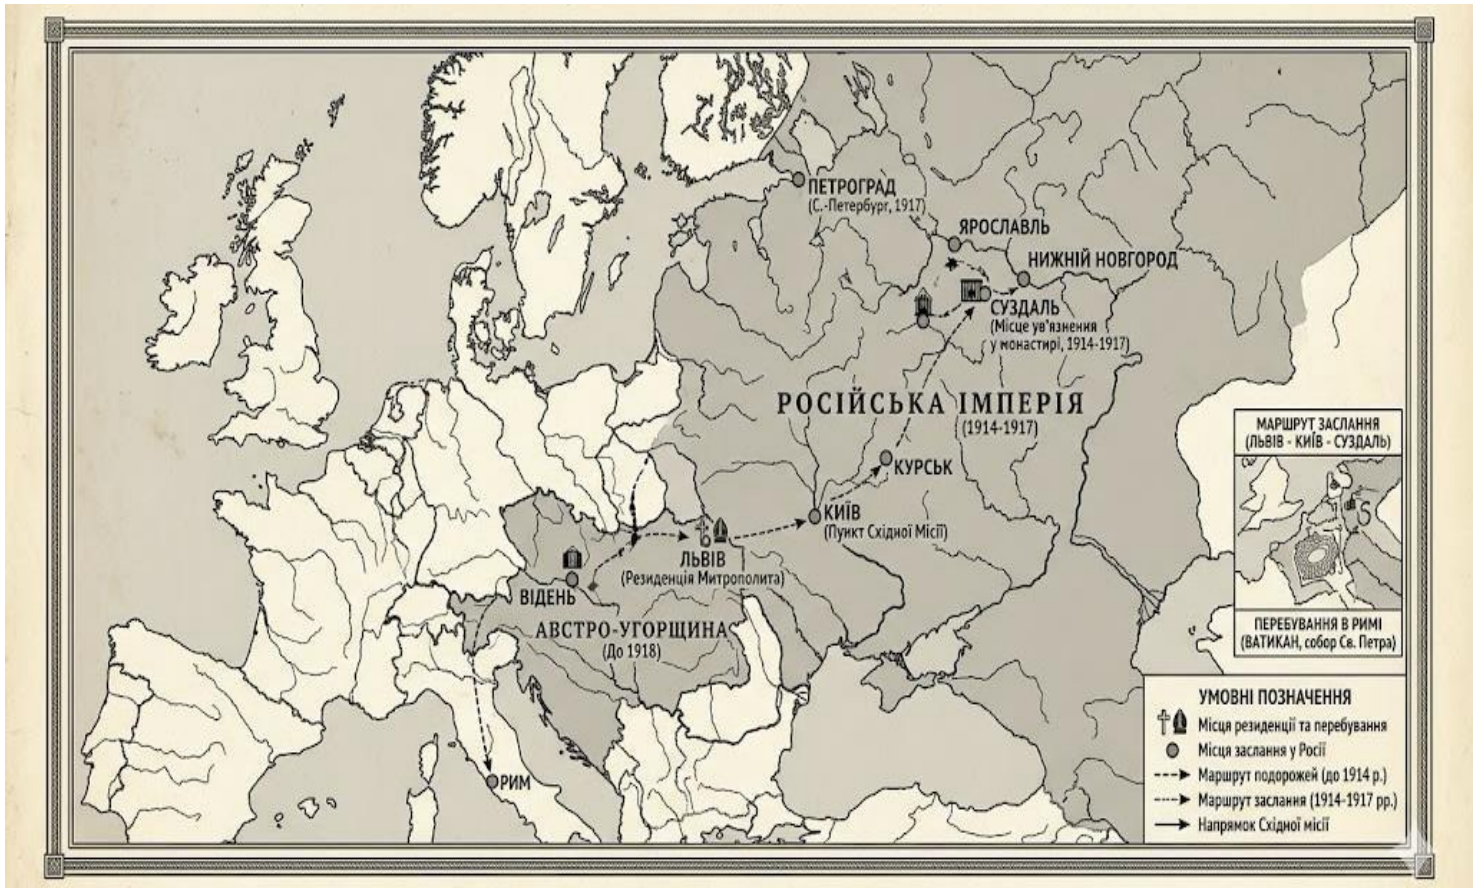 ПЕТРОГРАД
(С.-Петербург, 1917)
ЯРОСЛАВЛЬ
НИЖНІЙ НОВГОРОД
СУЗДАЛЬ
(Місце ув'язнення
у монастирі, 1914-1917)
РОСІЙСЬКА ІМПЕРІЯ
(1914-1917)
КУРСЬК
КИЇВ
(Пункт Східної Місії)
ЛЬВІВ
(Резиденція Митрополита)
ВІДЕНЬ
АВСТРО-УГОРЩИНА
(До 1918)
РИМ
МАРШРУТ ЗАСЛАННЯ
(ЛЬВІВ - КИЇВ - СУЗДАЛЬ)
ПЕРЕБУВАННЯ В РИМІ
(ВАТИКАН, собор Св. Петра)
УМОВНІ ПОЗНАЧЕННЯ
Місця резиденції та перебування
Місця заслання у Росії
Маршрут подорожей (до 1914 р.)
Маршрут заслання (1914-1917 рр.)
Напрямок Східної місії